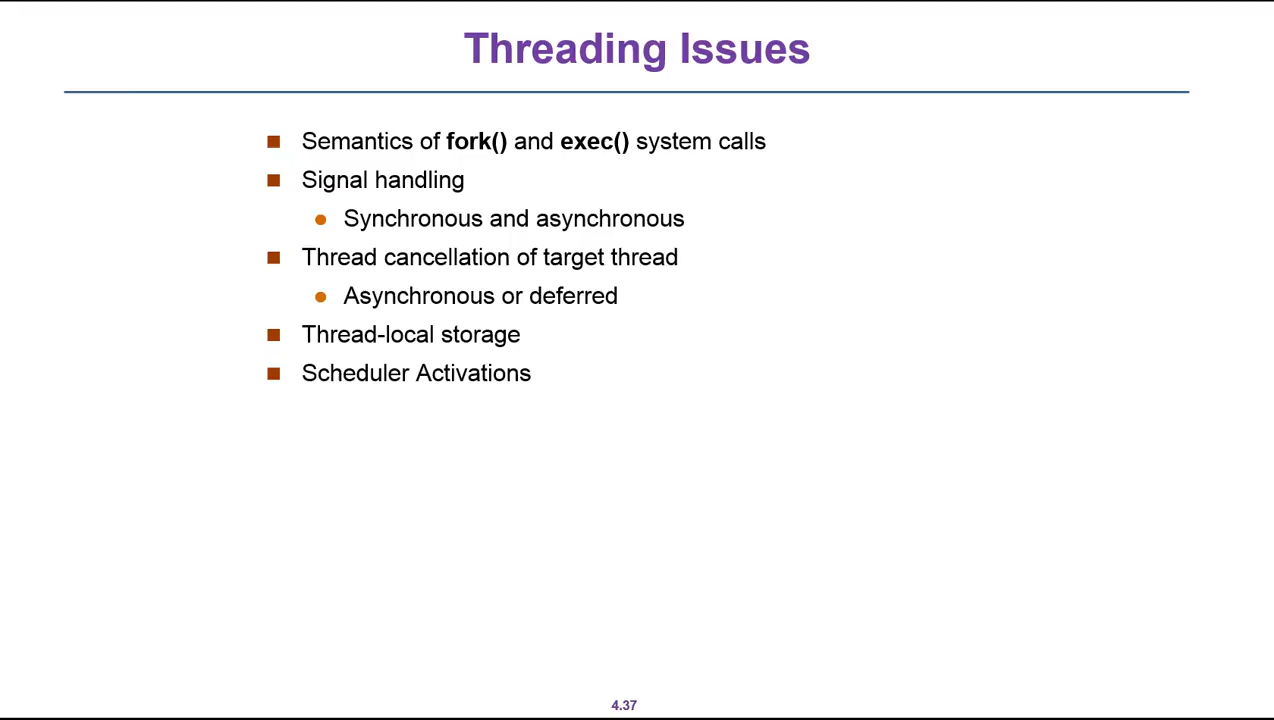 Threading Issues
Semantics of fork() and exec() system calls
Signal handling
Synchronous and asynchronous
Thread cancellation of target thread
Asynchronous or deferred
Thread-local storage
Scheduler Activations
4.37